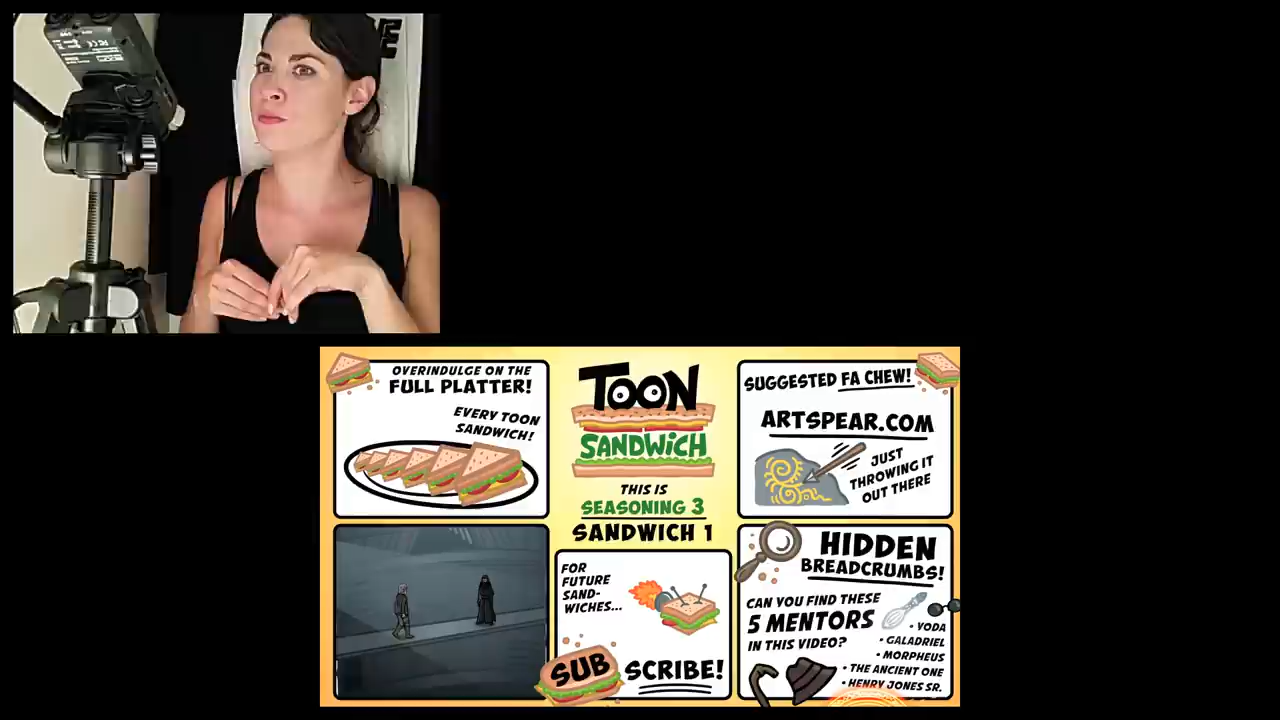 OVERINDULGE ON THE
FULL PLATTER!
EVERY TOON
SANDWICH!
TOON
SANDWICH
THIS IS
SEASONING 3
SANDWICH 1
SUGGESTED FA CHEW!
ARTSPEAR.COM
JUST
THROWING IT
OUT THERE
FOR
FUTURE
SAND-
WICHES...
SUB
SCRIBE!
HIDDEN
BREADCRUMBS!
CAN YOU FIND THESE
5 MENTORS
IN THIS VIDEO?
• YODA
• GALADRIEL
• MORPHEUS
• THE ANCIENT ONE
• HENRY JONES SR.